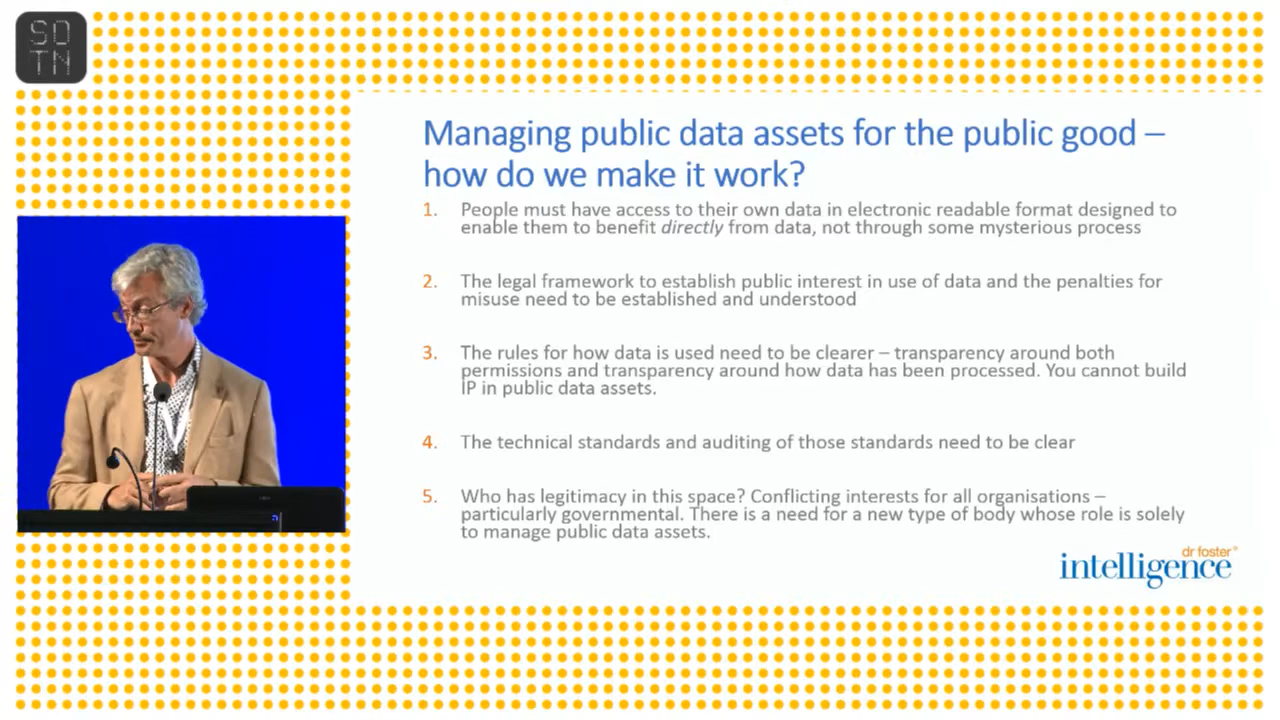 SD
TN
Managing public data assets for the public good –
how do we make it work?
1. People must have access to their own data in electronic readable format designed to
enable them to benefit directly from data, not through some mysterious process
2. The legal framework to establish public interest in use of data and the penalties for
misuse need to be established and understood
3. The rules for how data is used need to be clearer – transparency around both
permissions and transparency around how data has been processed. You cannot build
IP in public data assets.
4. The technical standards and auditing of those standards need to be clear
5. Who has legitimacy in this space? Conflicting interests for all organisations –
particularly governmental. There is a need for a new type of body whose role is solely
to manage public data assets.
dr foster®
intelligence